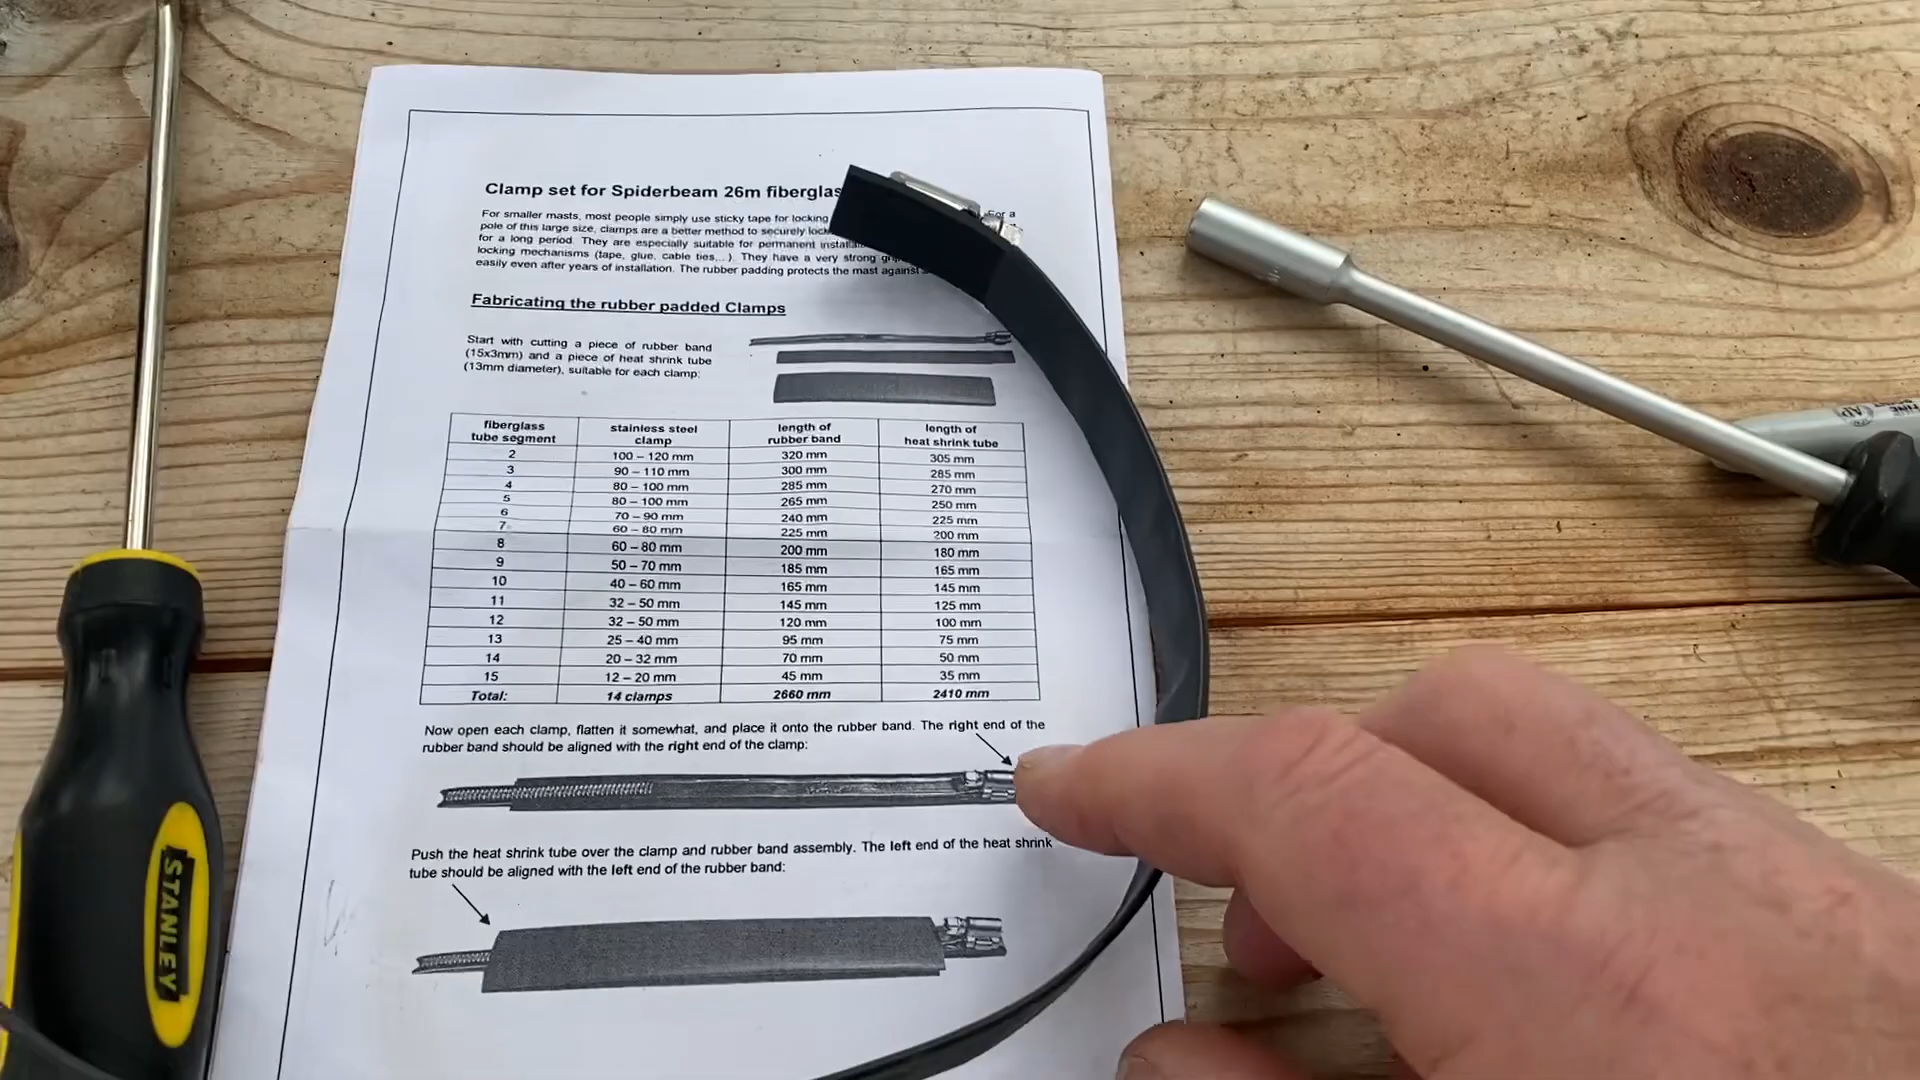 Clamp set for Spiderbeam 26m
For smaller masts, most people simply use sticky tape for locking For a
pole of this large size, clamps are a better method to securely
for a long period. They are especially suitable for permanent
locking mechanisms (tape, glue, cable ties,...). They have a very strong
easily even after years of installation. The rubber padding protects the mast against
Fabricating the rubber padded Clamps
Start with cutting a piece of rubber band
(15x3mm) and a piece of heat shrink tube
(13mm diameter), suitable for each clamp:
fiberglass tube segment stainless steel clamp length of rubber band length of heat shrink tube
2 100 – 120 mm 320 mm 305 mm
3 90 – 110 mm 300 mm 285 mm
4 80 – 100 mm 285 mm 270 mm
5 80 – 100 mm 265 mm 250 mm
6 70 – 90 mm 240 mm 225 mm
7 60 – 80 mm 225 mm 200 mm
8 60 – 80 mm 200 mm 180 mm
9 50 – 70 mm 185 mm 165 mm
10 40 – 60 mm 165 mm 145 mm
11 32 – 50 mm 145 mm 125 mm
12 32 – 50 mm 120 mm 100 mm
13 25 – 40 mm 95 mm 75 mm
14 20 – 32 mm 70 mm 50 mm
15 12 – 20 mm 45 mm 35 mm
Total: 14 clamps 2660 mm 2410 mm
Now open each clamp, flatten it somewhat, and place it onto the rubber band. The right end of the
rubber band should be aligned with the right end of the clamp:
Push the heat shrink tube over the clamp and rubber band assembly. The left end of the heat shrink
tube should be aligned with the left end of the rubber band:
STANLEY
FINE
AP